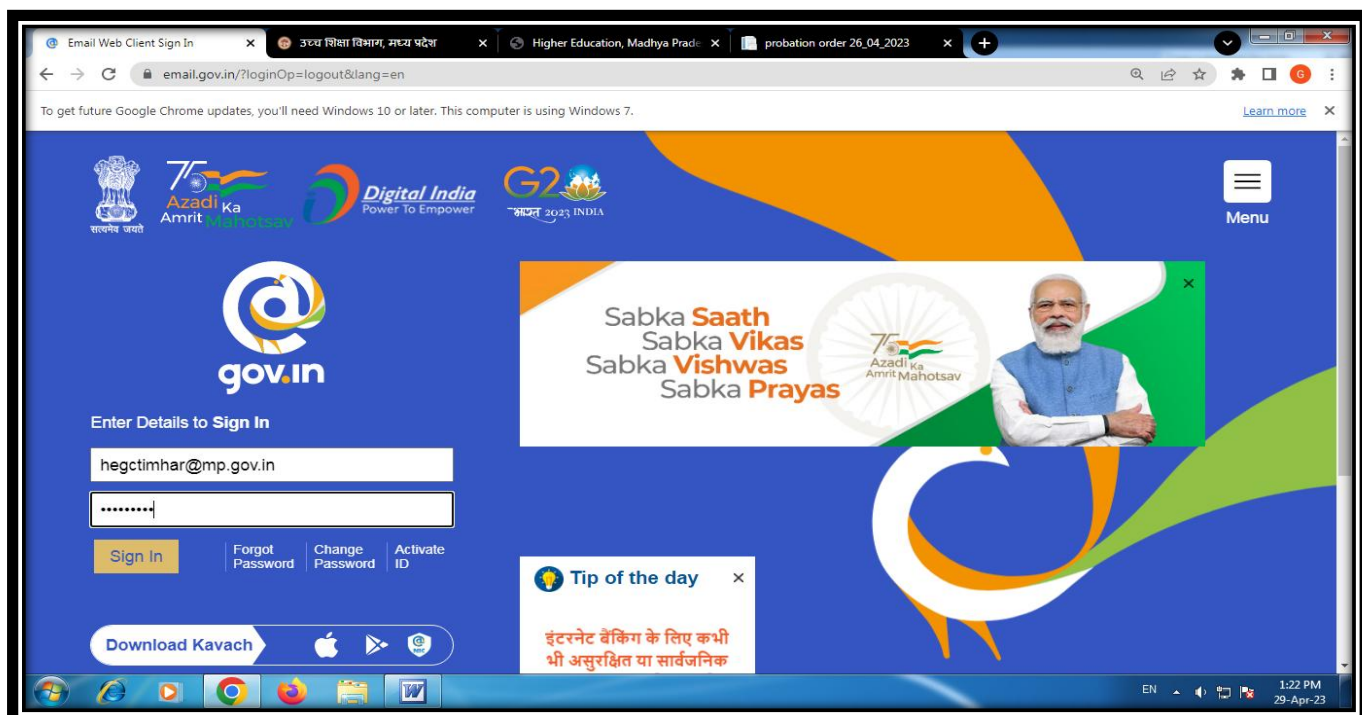 Email Web Client Sign In
उच्च शिक्षा विभाग, मध्य प्रदेश
Higher Education, Madhya Prade
probation order 26_04_2023
email.gov.in/?loginOp=logout&lang=en
G
To get future Google Chrome updates, you'll need Windows 10 or later. This computer is using Windows 7.
Learn more
सत्यमेव जयते
75
Azadi Ka
Amrit Mahotsav
Digital India
Power To Empower
G20
भारत 2023 INDIA
Menu
gov.in
Sabka Saath
Sabka Vikas
Sabka Vishwas
Sabka Prayas
75
Azadi Ka
Amrit Mahotsav
Enter Details to Sign In
hegctimhar@mp.gov.in
•••••••••
Sign In
Forgot
Password
Change
Password
Activate
ID
Tip of the day
इंटरनेट बैंकिंग के लिए कभी
भी असुरक्षित या सार्वजनिक
Download Kavach
EN
1:22 PM
29-Apr-23